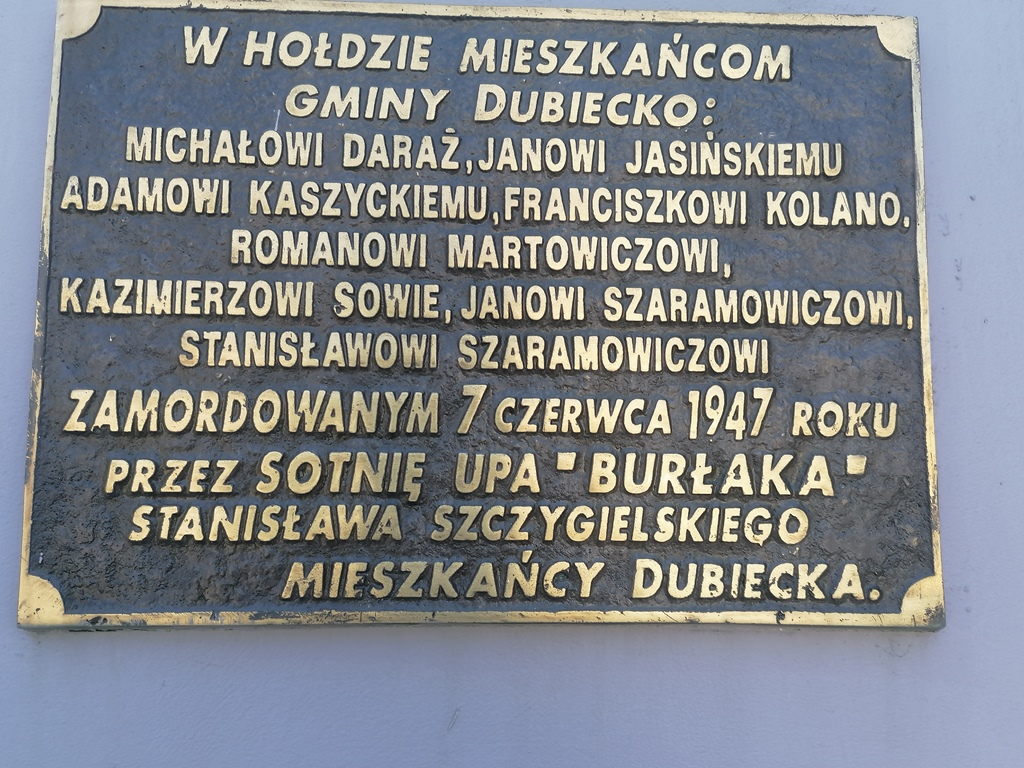 W HOŁDZIE MIESZKAŃCOM
GMINY DUBIECKO:
MICHAŁOWI DARAŻ, JANOWI JASIŃSKIEMU
ADAMOWI KASZYCKIEMU, FRANCISZKOWI KOLANO,
ROMANOWI MARTOWICZOWI,
KAZIMIERZOWI SOWIE, JANOWI SZARAMOWICZOWI,
STANISŁAWOWI SZARAMOWICZOWI
ZAMORDOWANYM 7 CZERWCA 1947 ROKU
PRZEZ SOTNIĘ UPA "BURŁAKA"
STANISŁAWA SZCZYGIELSKIEGO
MIESZKAŃCY DUBIECKA.